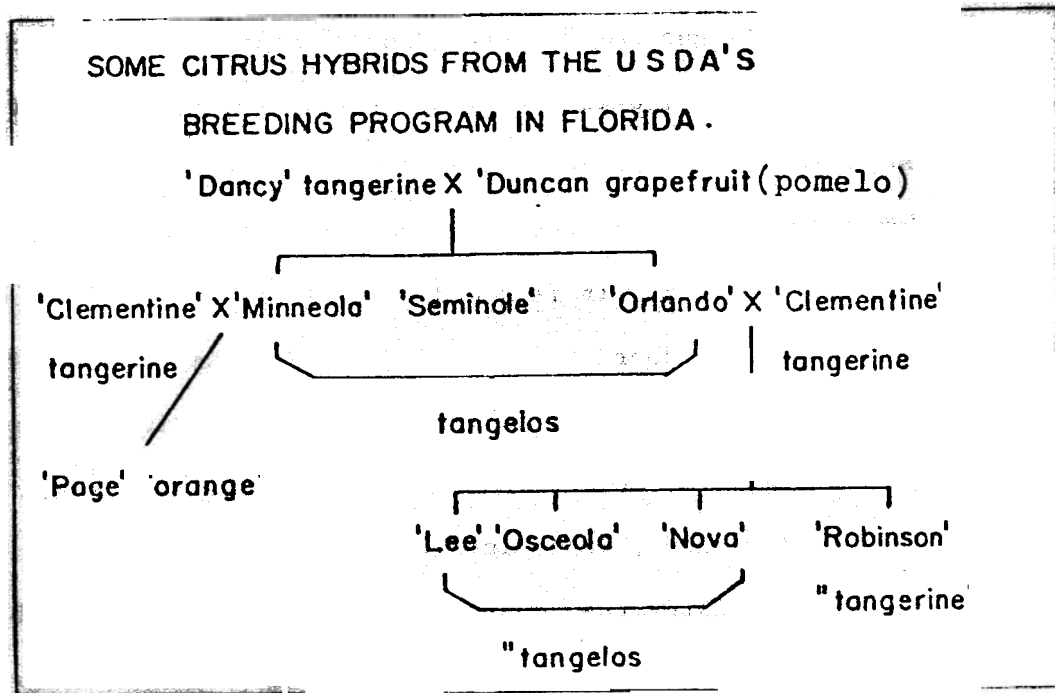 SOME CITRUS HYBRIDS FROM THE U S D A'S
BREEDING PROGRAM IN FLORIDA.
'Dancy' tangerine X 'Duncan grapefruit (pomelo)
'Clementine' X 'Minneola' 'Seminole' 'Orlando' X 'Clementine'
tangerine tangerine
tangelos
'Page' orange
'Lee' 'Osceola' 'Nova' 'Robinson'
"tangerine
"tangelos